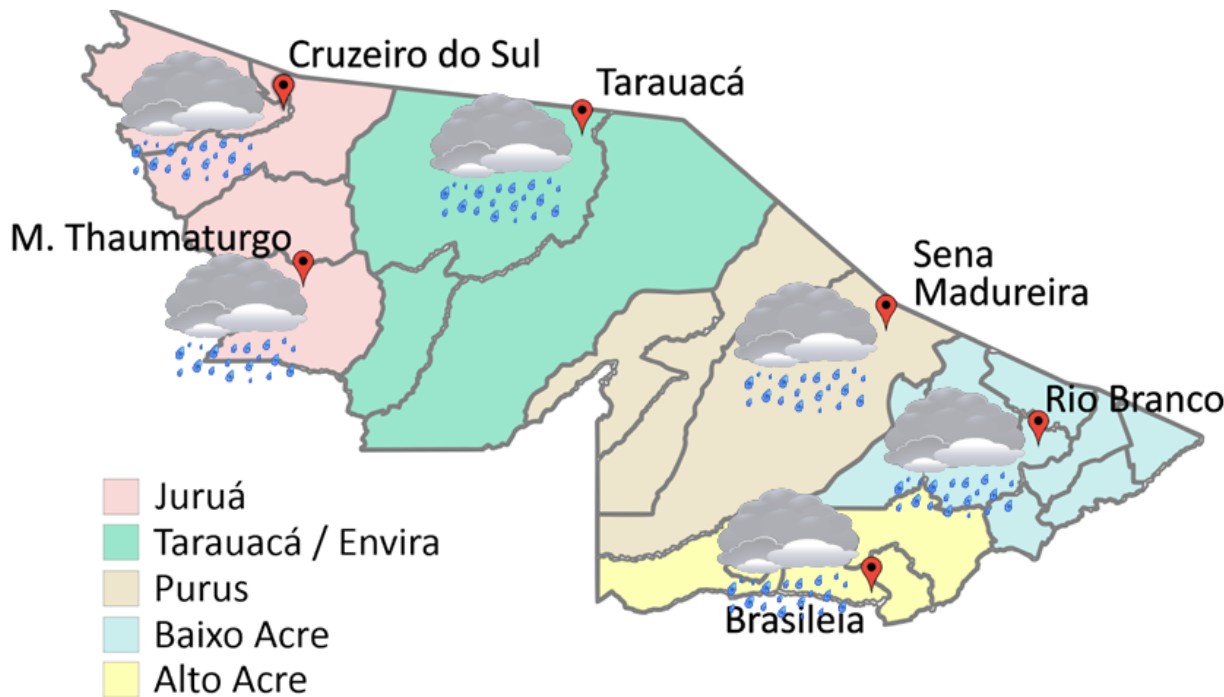 Cruzeiro do Sul
Tarauacá
M. Thaumaturgo
Sena
Madureira
Rio Branco
Brasileia
Juruá
Tarauacá / Envira
Purus
Baixo Acre
Alto Acre